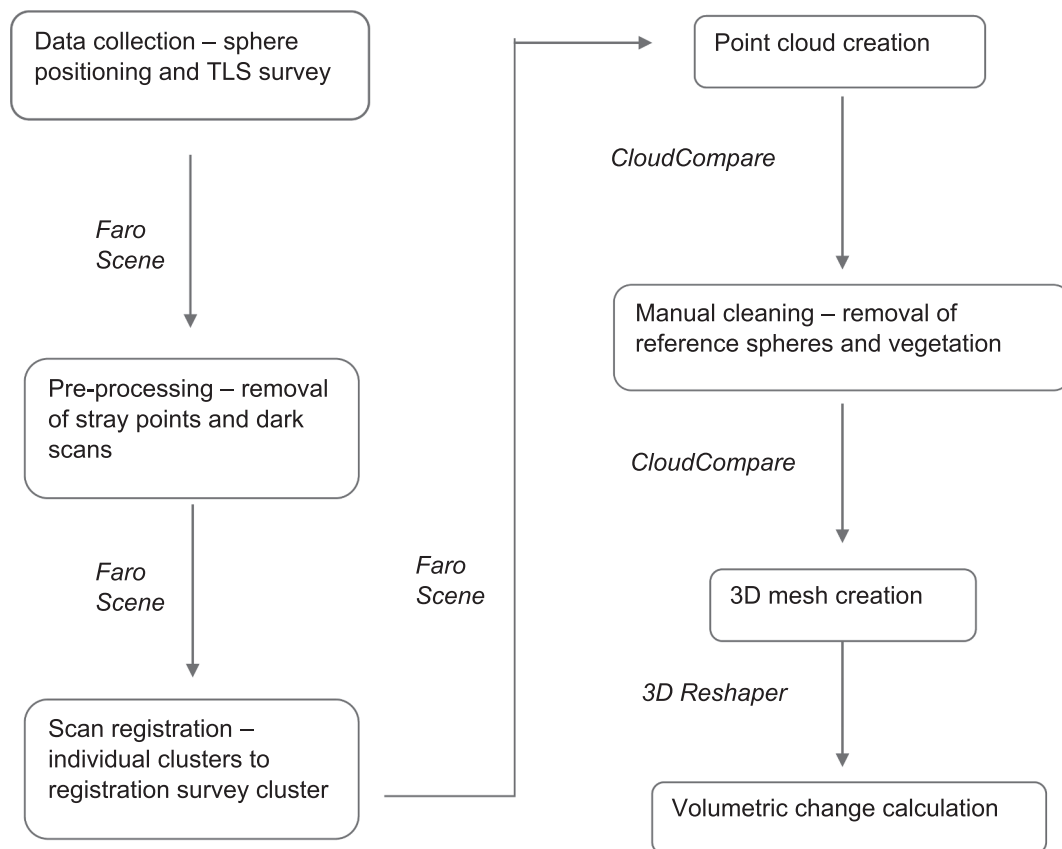 Data collection – sphere
positioning and TLS survey
Faro
Scene
Pre-processing – removal
of stray points and dark
scans
Faro
Scene
Scan registration –
individual clusters to
registration survey cluster
Faro
Scene
Point cloud creation
CloudCompare
Manual cleaning – removal of
reference spheres and vegetation
CloudCompare
3D mesh creation
3D Reshaper
Volumetric change calculation